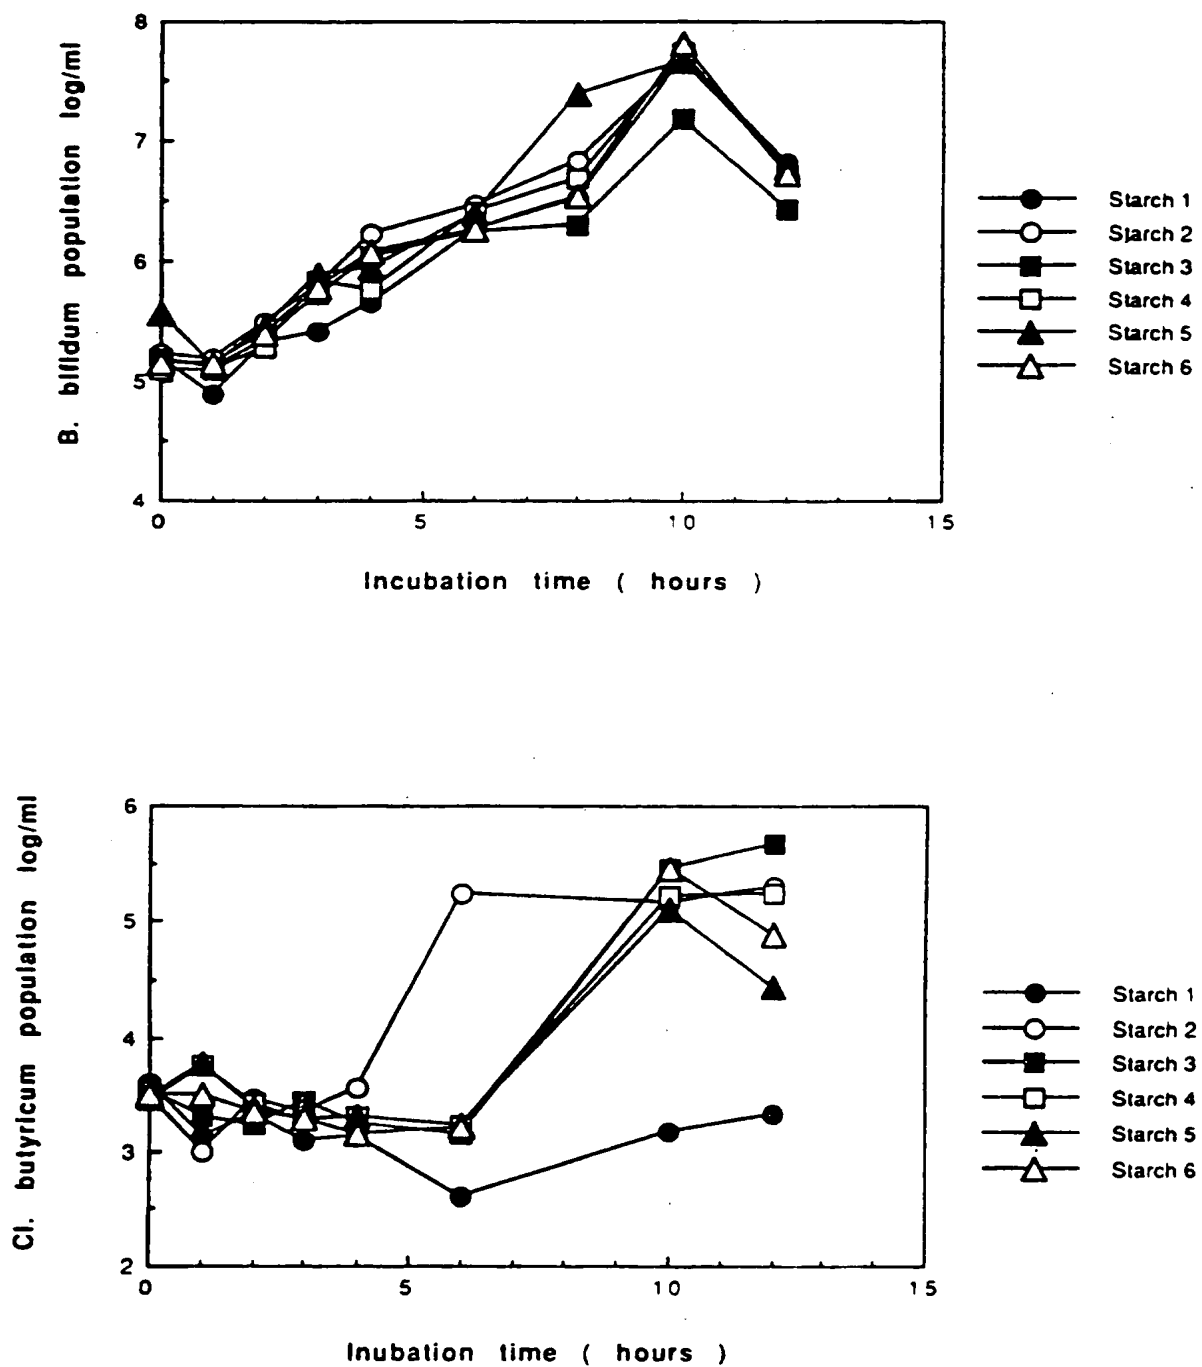 8
7
6
5
4
0 5 10 15
B. bifidum population log/ml
Incubation time ( hours )
Starch 1
Starch 2
Starch 3
Starch 4
Starch 5
Starch 6
6
5
4
3
2
0 5 10 15
Cl. butyricum population log/ml
Inubation time ( hours )
Starch 1
Starch 2
Starch 3
Starch 4
Starch 5
Starch 6